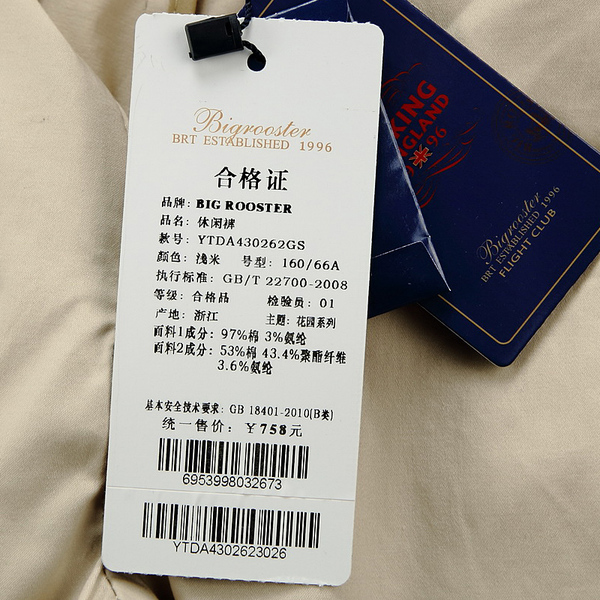 Bigrooster
BRT ESTABLISHED 1996
合格证
品牌: BIG ROOSTER
品名: 休闲裤
款号: YTDA430262GS
颜色: 浅米 号型: 160/66A
执行标准: GB/T 22700-2008
等级: 合格品 检验员: 01
产地: 浙江 主题: 花园系列
面料1成分: 97%棉 3%氨纶
面料2成分: 53%棉 43.4%聚酯纤维
3.6%氨纶
基本安全技术要求: GB 18401-2010(B类)
统一售价: ¥758元
6953998032673
YTDA4302623026
KING
96
Bigrooster
BRT ESTABLISHED 1996
FLIGHT CLUB